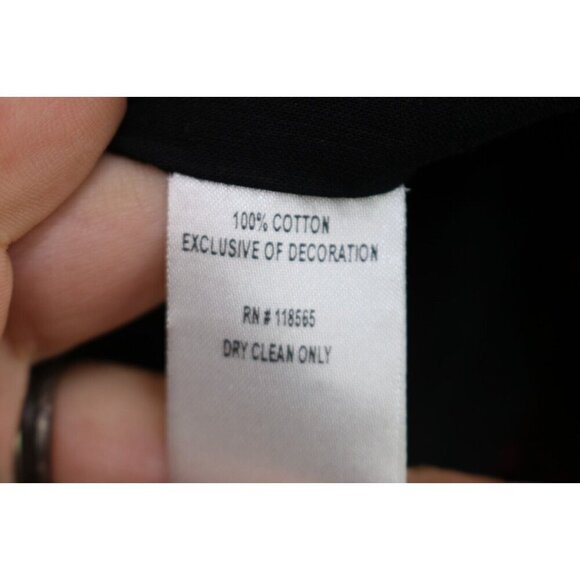 100% COTTON
EXCLUSIVE OF DECORATION
RN # 118565
DRY CLEAN ONLY